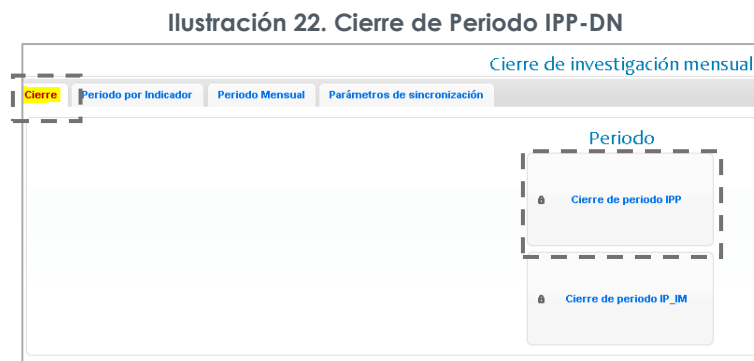 Ilustración 22. Cierre de Periodo IPP-DN
Cierre de investigación mensual
Cierre Periodo por Indicador Periodo Mensual Parámetros de sincronización
Periodo
Cierre de periodo IPP
Cierre de periodo IP_IM